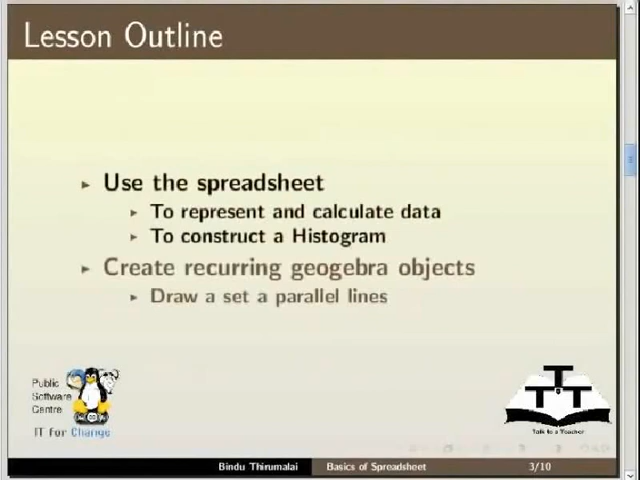 Lesson Outline
Use the spreadsheet
To represent and calculate data
To construct a Histogram
Create recurring geogebra objects
Draw a set a parallel lines
Public
Software
Centre
IT for Change
TTT
Talk to a Teacher
Bindu Thirumalai Basics of Spreadsheet 3/10